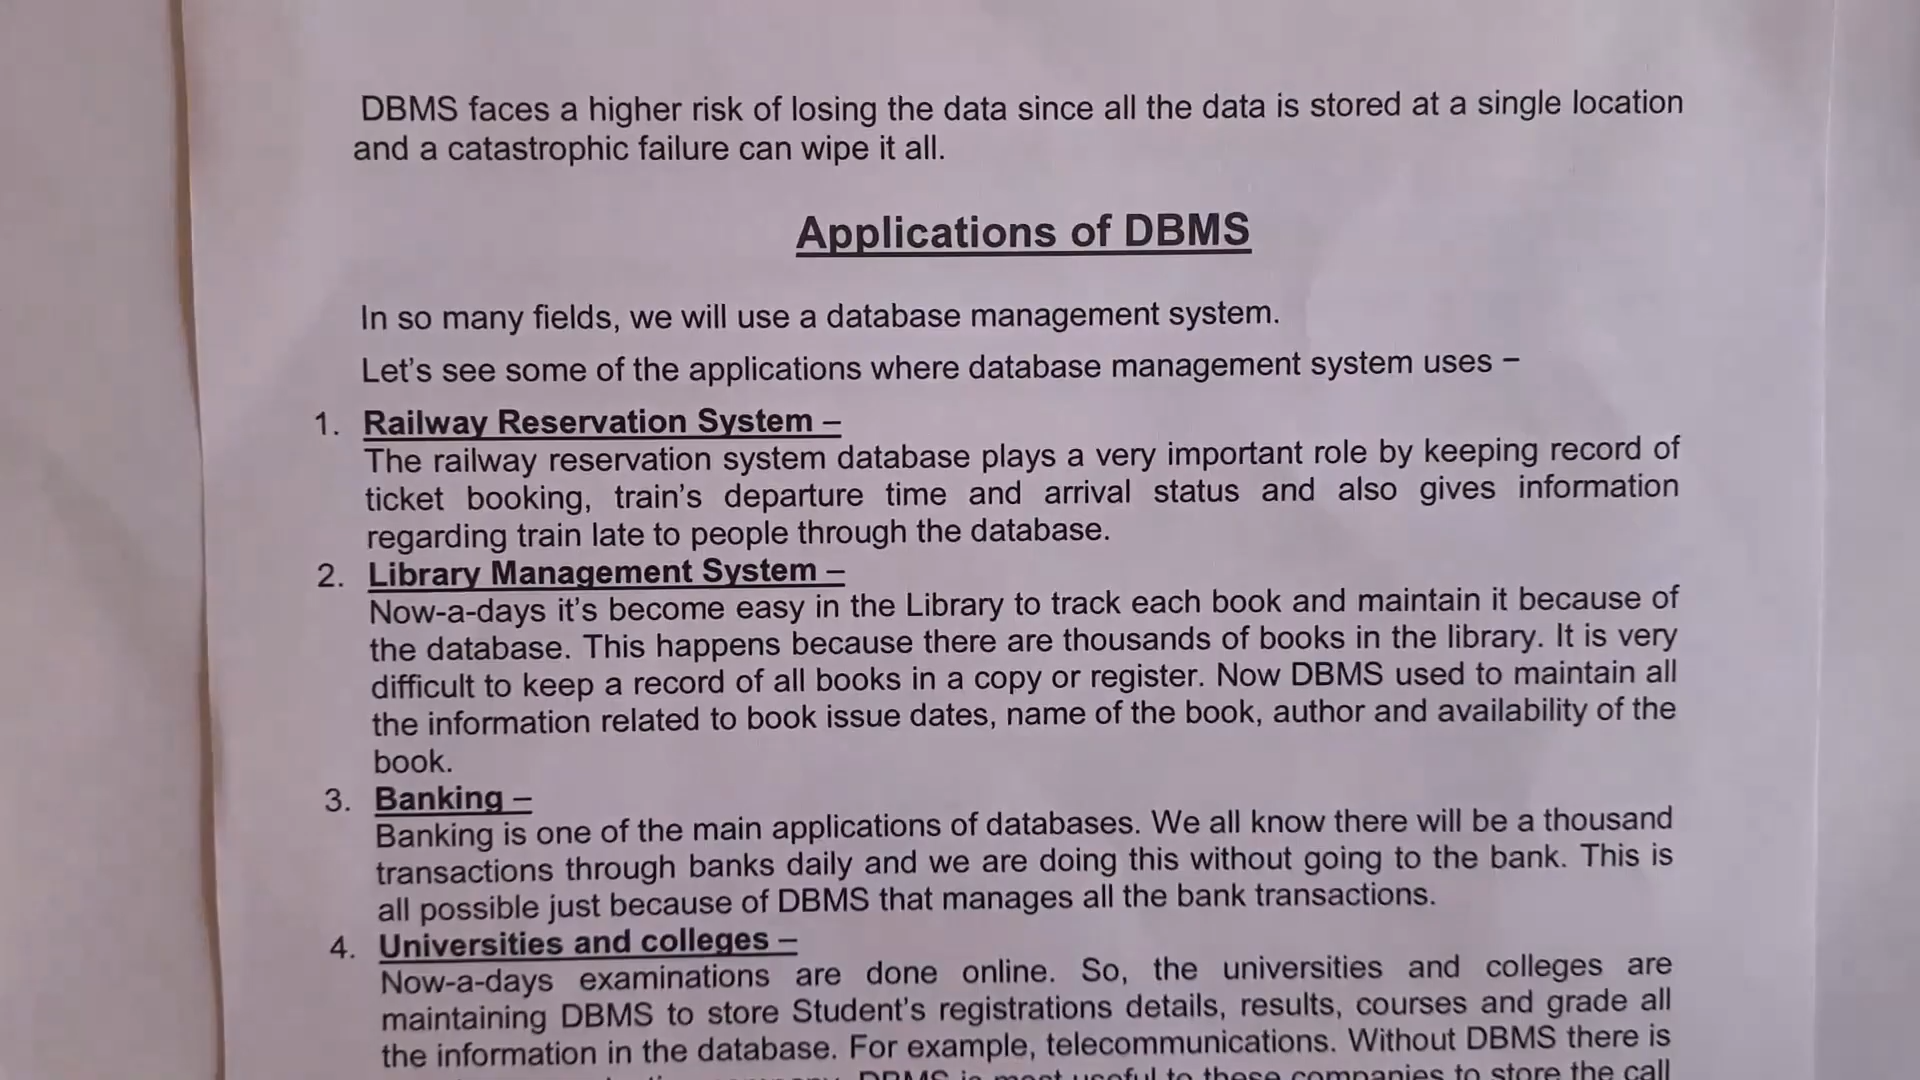 DBMS faces a higher risk of losing the data since all the data is stored at a single location
and a catastrophic failure can wipe it all.
Applications of DBMS
In so many fields, we will use a database management system.
Let's see some of the applications where database management system uses –
1. Railway Reservation System –
The railway reservation system database plays a very important role by keeping record of
ticket booking, train's departure time and arrival status and also gives information
regarding train late to people through the database.
2. Library Management System –
Now-a-days it's become easy in the Library to track each book and maintain it because of
the database. This happens because there are thousands of books in the library. It is very
difficult to keep a record of all books in a copy or register. Now DBMS used to maintain all
the information related to book issue dates, name of the book, author and availability of the
book.
3. Banking –
Banking is one of the main applications of databases. We all know there will be a thousand
transactions through banks daily and we are doing this without going to the bank. This is
all possible just because of DBMS that manages all the bank transactions.
4. Universities and colleges –
Now-a-days examinations are done online. So, the universities and colleges are
maintaining DBMS to store Student's registrations details, results, courses and grade all
the information in the database. For example, telecommunications. Without DBMS there is
DBMS is most useful to these companies to store the call